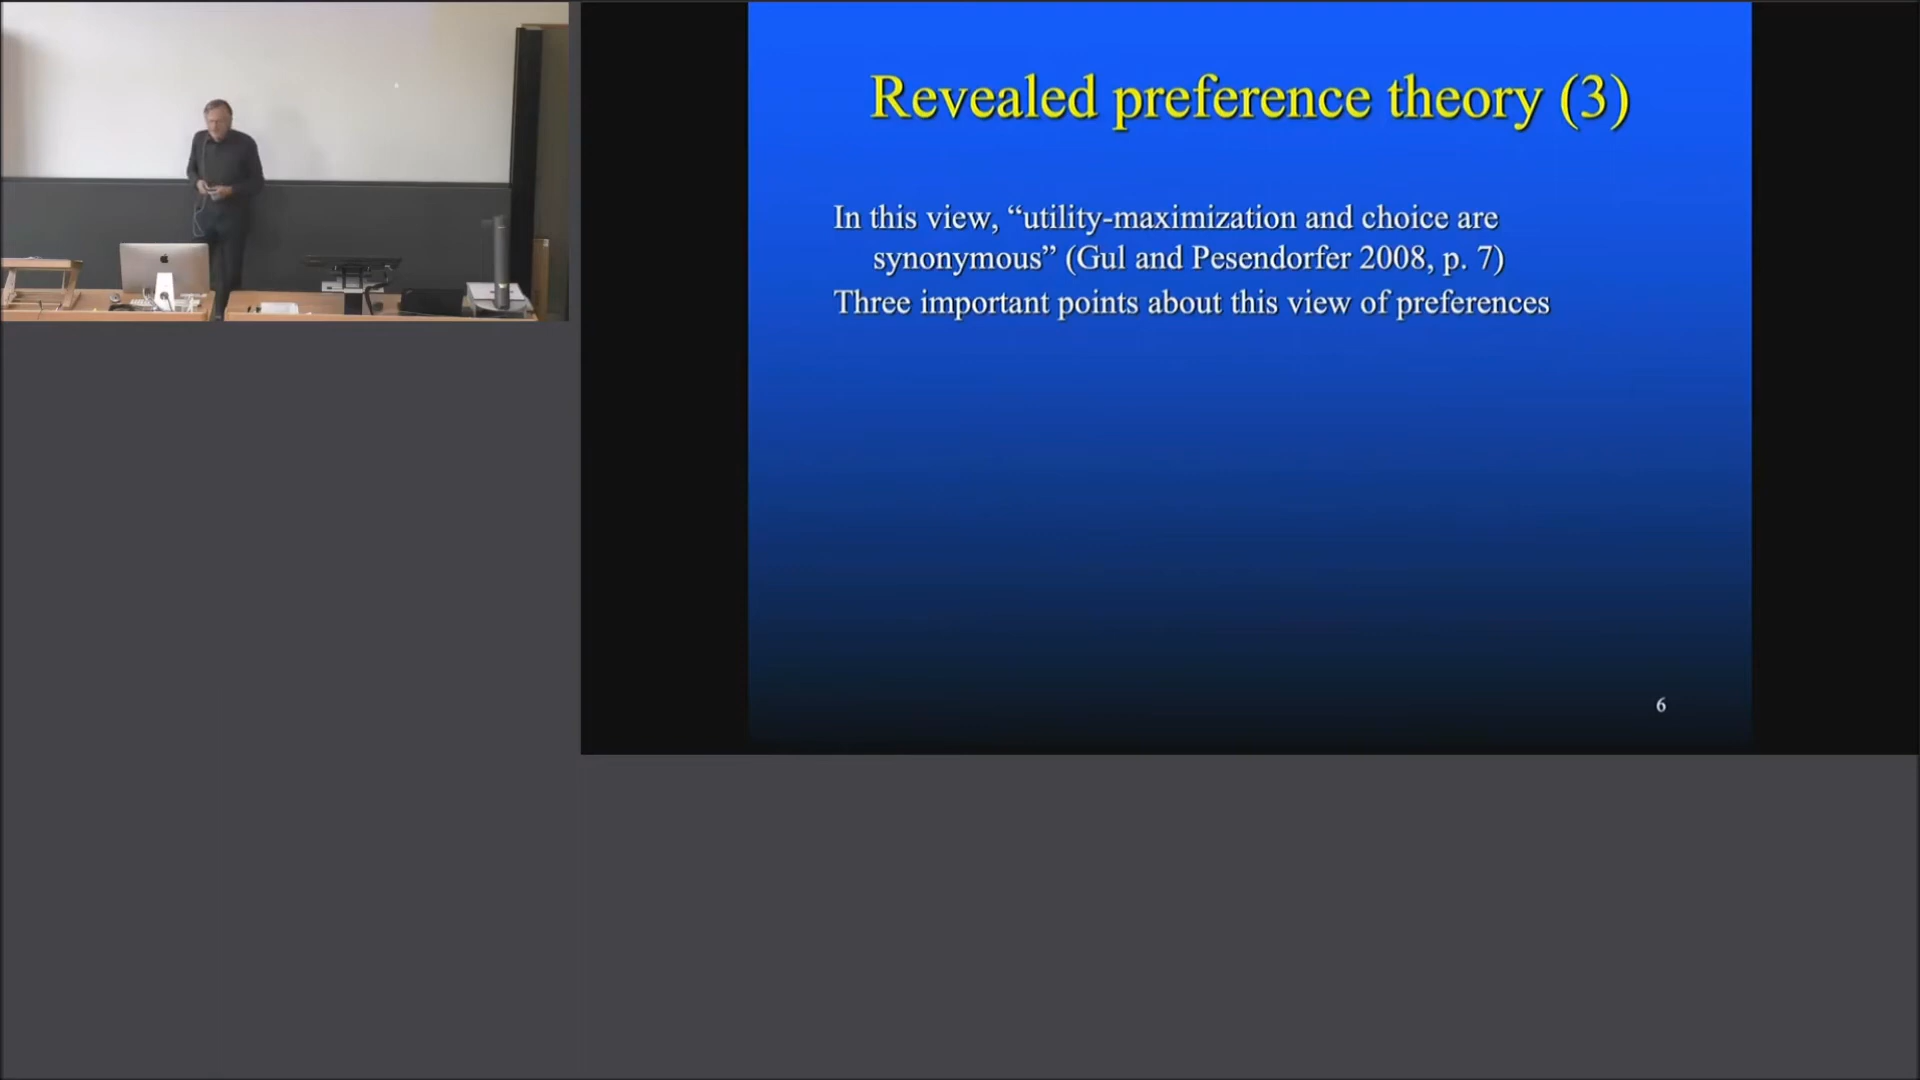 Revealed preference theory (3)
In this view, “utility-maximization and choice are
synonymous” (Gul and Pesendorfer 2008, p. 7)
Three important points about this view of preferences
6